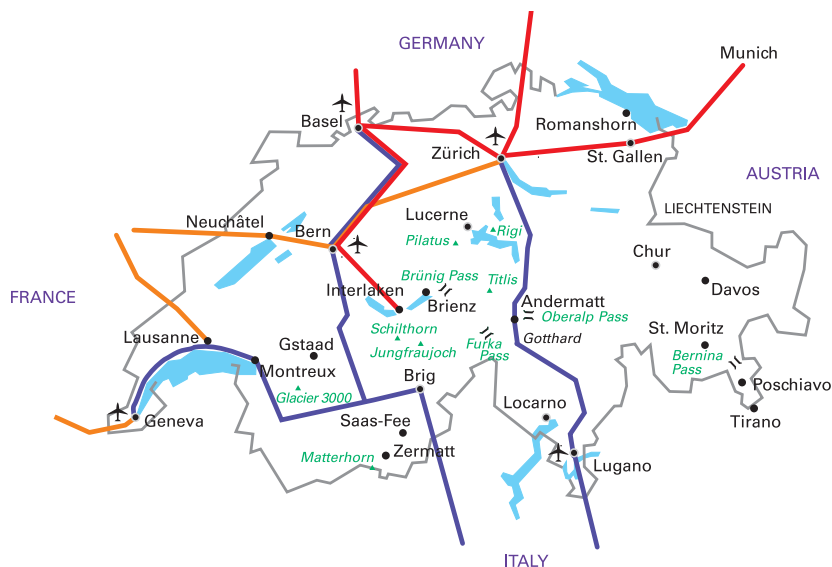 GERMANY
Munich
Basel
Romanshorn
Zürich
St. Gallen
AUSTRIA
LIECHTENSTEIN
Neuchâtel
Bern
Lucerne
Rigi
Pilatus
Chur
Brünig Pass
Titlis
Interlaken
Brienz
Davos
FRANCE
Andermatt
Oberalp Pass
Schilthorn
Lausanne
Gstaad
Jungfraujoch
Furka
Pass
Gotthard
St. Moritz
Bernina
Pass
Montreux
Brig
Poschiavo
Glacier 3000
Locarno
Geneva
Saas-Fee
Tirano
Matterhorn
Zermatt
Lugano
ITALY